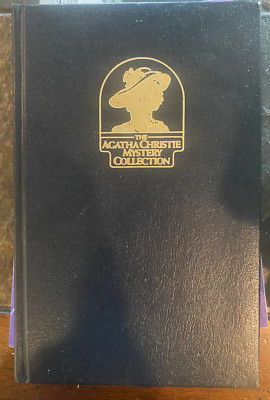 THE
AGATHA CHRISTIE
MYSTERY
COLLECTION